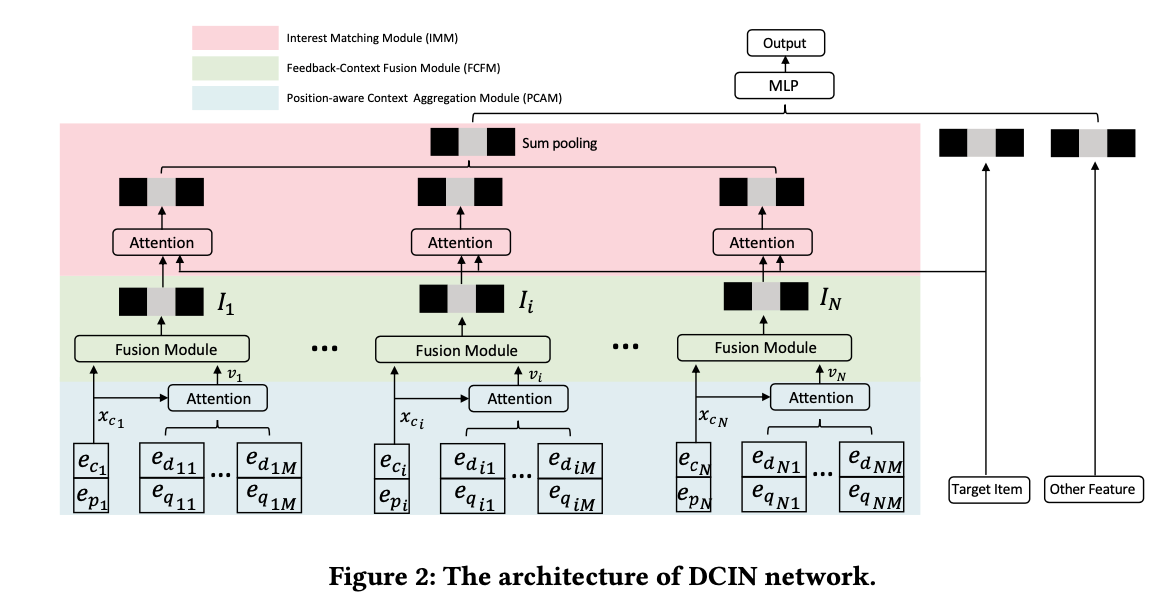 Interest Matching Module (IMM)
Feedback-Context Fusion Module (FCFM)
Position-aware Context Aggregation Module (PCAM)
Output
MLP
Sum pooling
Attention
Attention
Attention
I_1
I_i
I_N
Fusion Module
...
Fusion Module
...
Fusion Module
v_1
v_i
v_N
Attention
Attention
Attention
x_{c_1}
x_{c_i}
x_{c_N}
e_{c_1}
e_{p_1}
e_{d_{11}} ... e_{d_{1M}}
e_{q_{11}} e_{q_{1M}}
e_{c_i}
e_{p_i}
e_{d_{i1}} ... e_{d_{iM}}
e_{q_{i1}} e_{q_{iM}}
e_{c_N}
e_{p_N}
e_{d_{N1}} ... e_{d_{NM}}
e_{q_{N1}} e_{q_{NM}}
Target Item
Other Feature
Figure 2: The architecture of DCIN network.